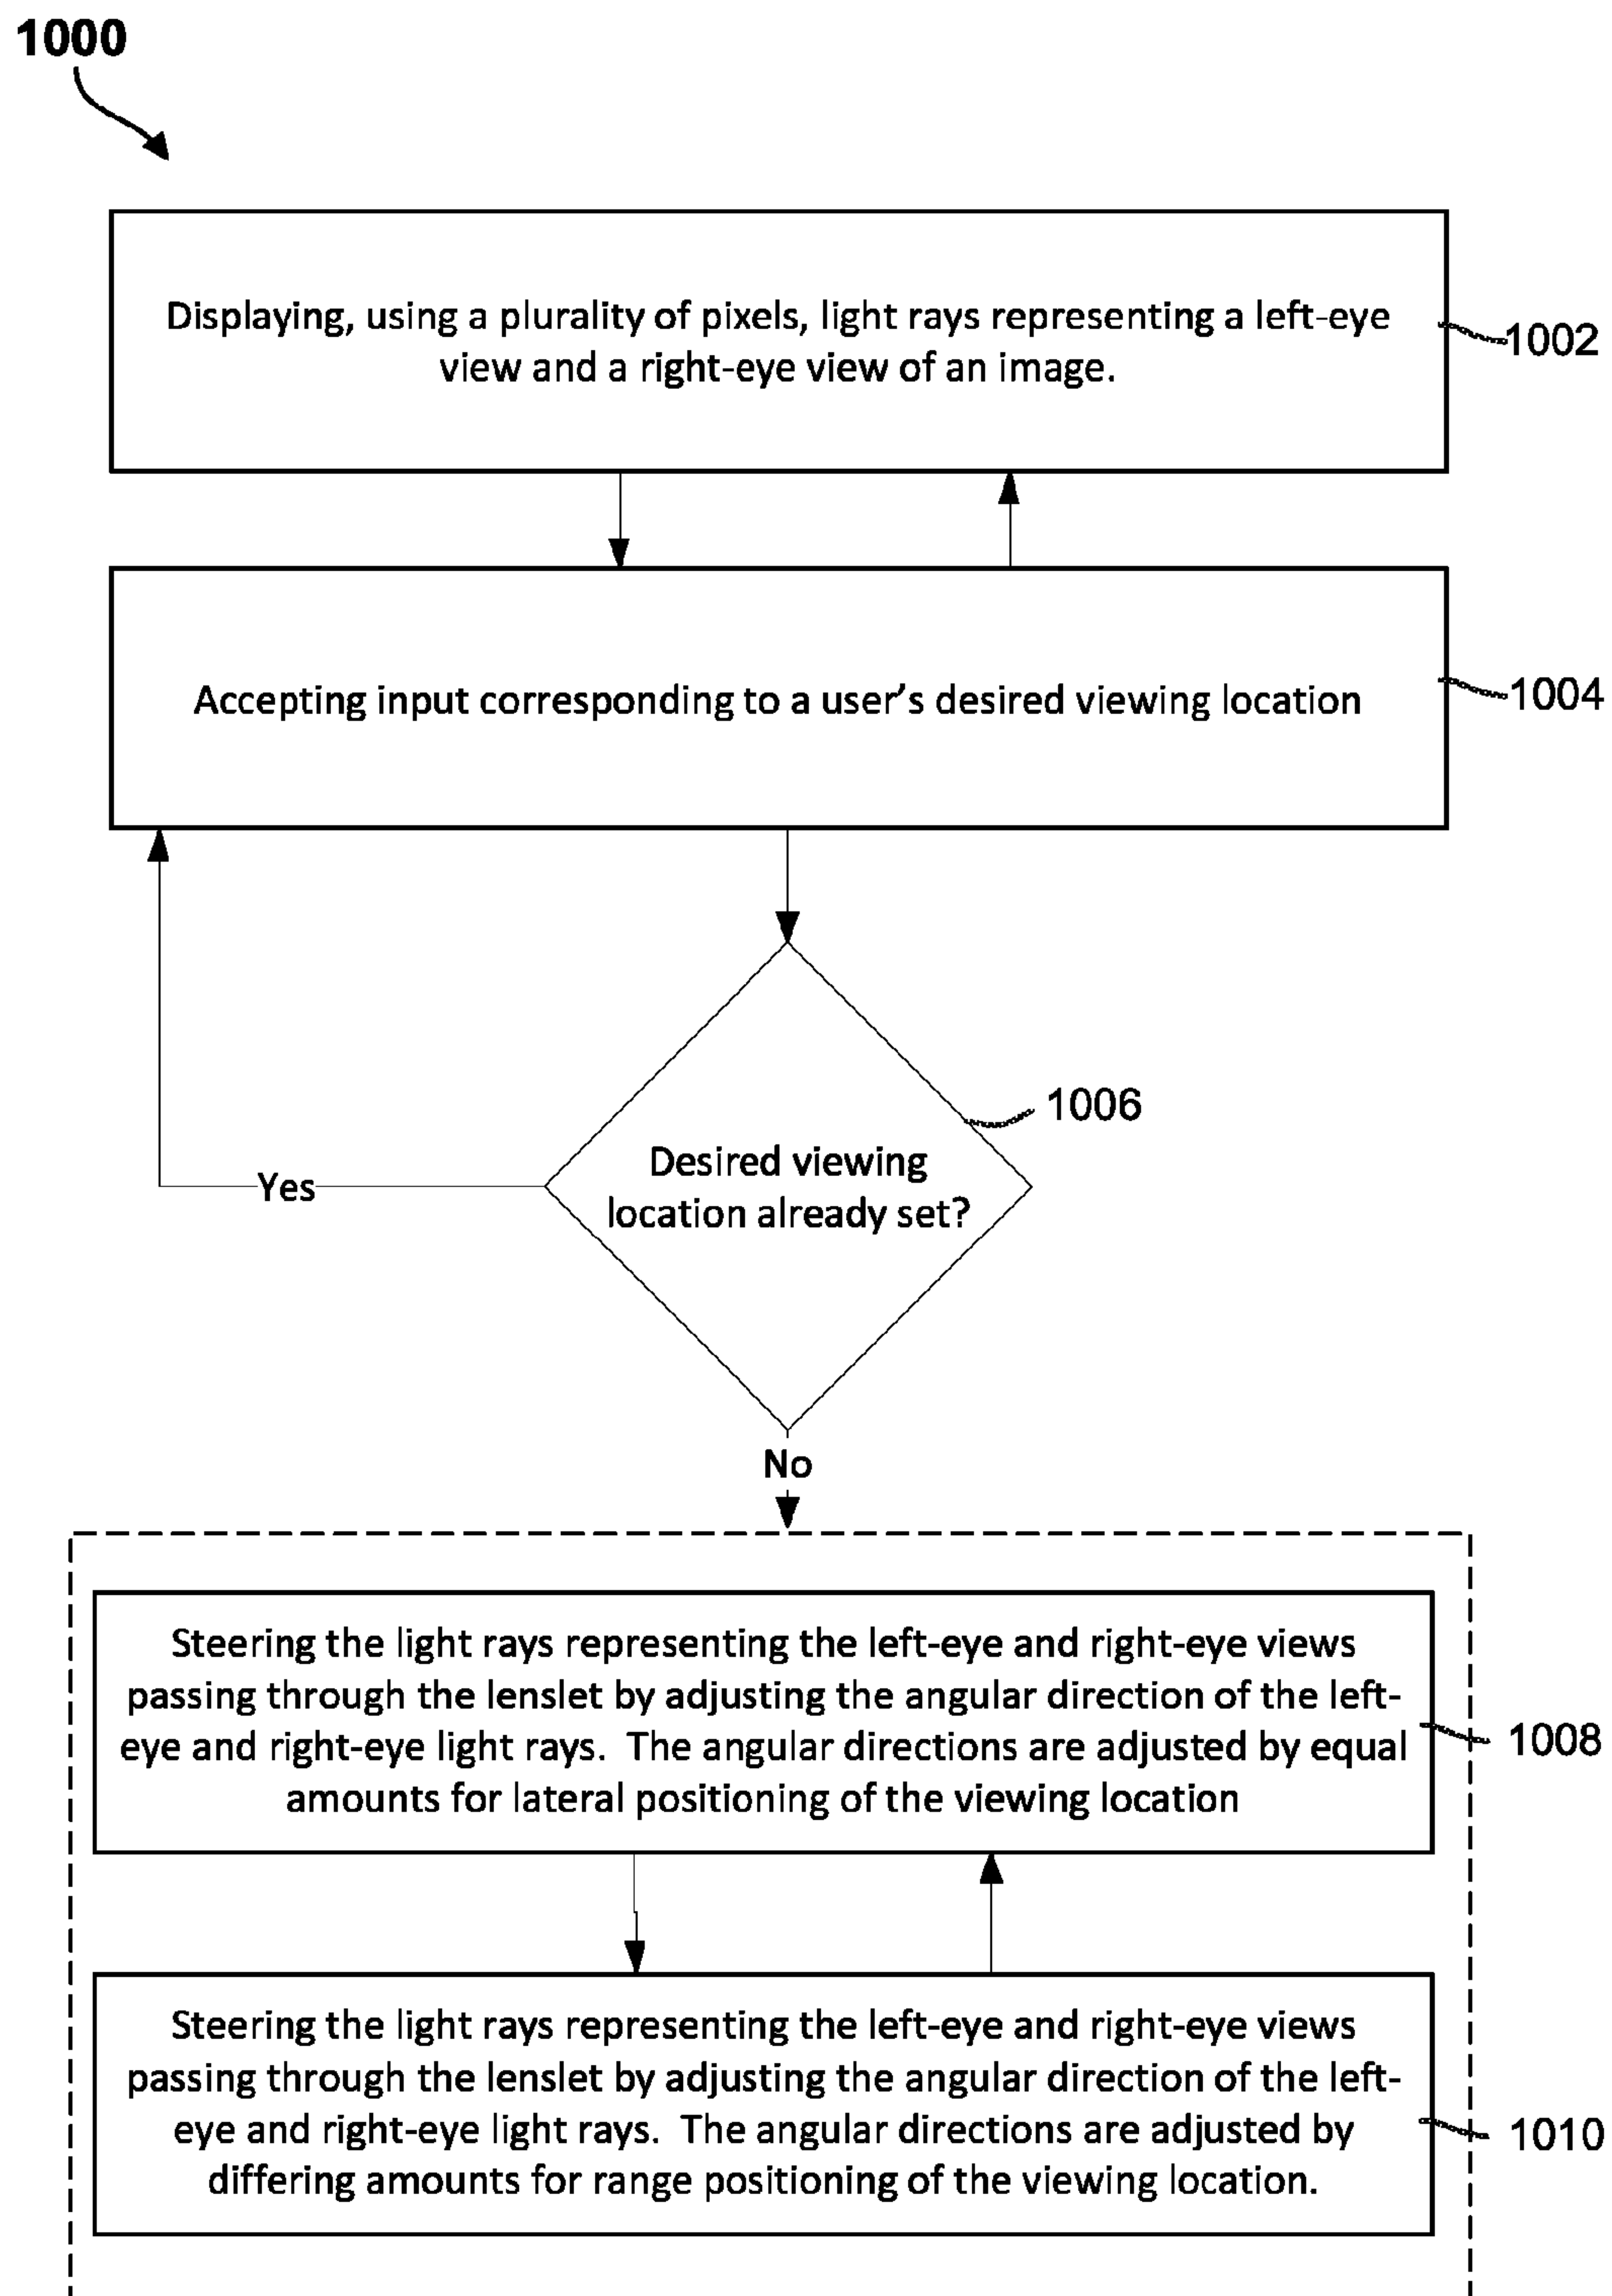 1000
Displaying, using a plurality of pixels, light rays representing a left-eye
view and a right-eye view of an image.
1002
Accepting input corresponding to a user's desired viewing location
1004
1006
Desired viewing
location already set?
Yes
No
Steering the light rays representing the left-eye and right-eye views
passing through the lenslet by adjusting the angular direction of the left-
eye and right-eye light rays.  The angular directions are adjusted by equal
amounts for lateral positioning of the viewing location
1008
Steering the light rays representing the left-eye and right-eye views
passing through the lenslet by adjusting the angular direction of the left-
eye and right-eye light rays.  The angular directions are adjusted by
differing amounts for range positioning of the viewing location.
1010